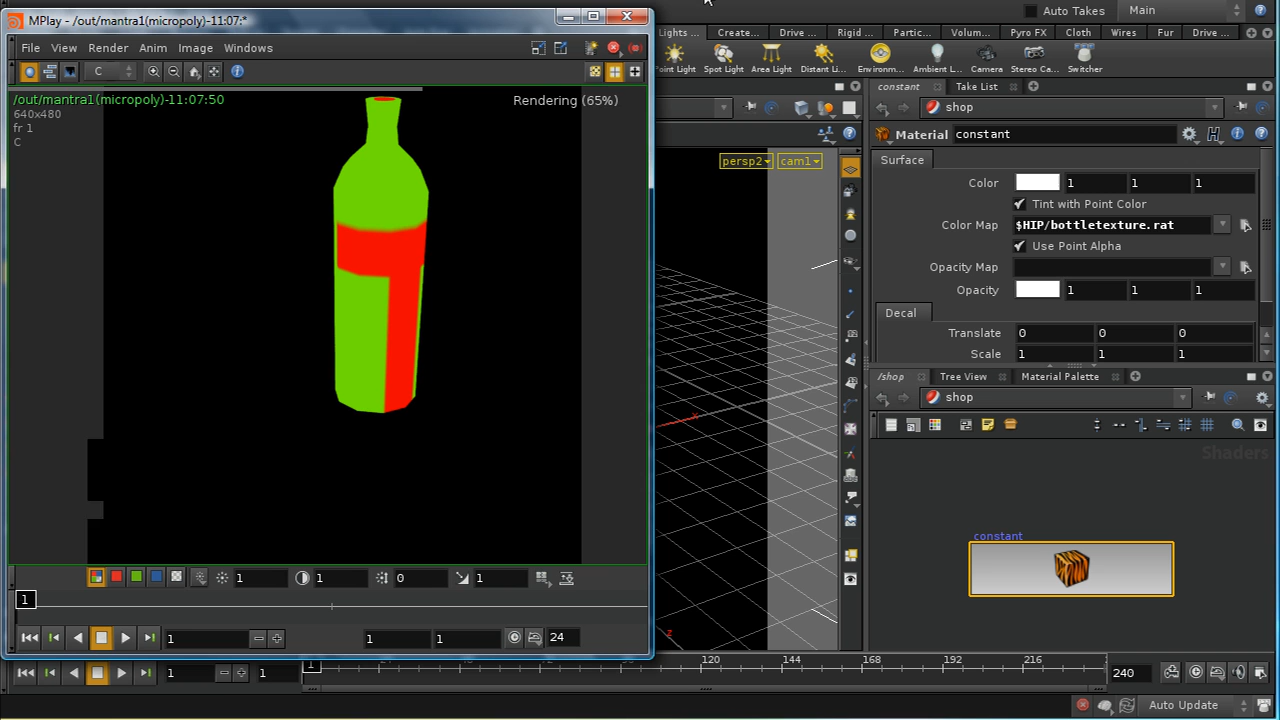 MPlay - /out/mantra1(micropoly)-11:07:*
File View Render Anim Image Windows
C
/out/mantra1(micropoly)-11:07:50
640x480
fr 1
C
Rendering (65%)
1 1 0 1
1
1 1 1 24
Auto Takes Main
Lights ... Create... Drive ... Rigid ... Partic... Volum... Pyro FX Cloth Wires Fur Drive ...
oint Light Spot Light Area Light Distant Li... Environm... Ambient L... Camera Stereo Ca... Switcher
persp2 cam1
x
z
constant Take List
shop
Material constant
Surface
Color 1 1 1
Tint with Point Color
Color Map $HIP/bottletexture.rat
Use Point Alpha
Opacity Map
Opacity 1 1 1
Decal
Translate 0 0 0
Scale 1 1 1
/shop Tree View Material Palette
shop
Shaders
constant
1 1 1 120 144 168 192 216 240
Auto Update